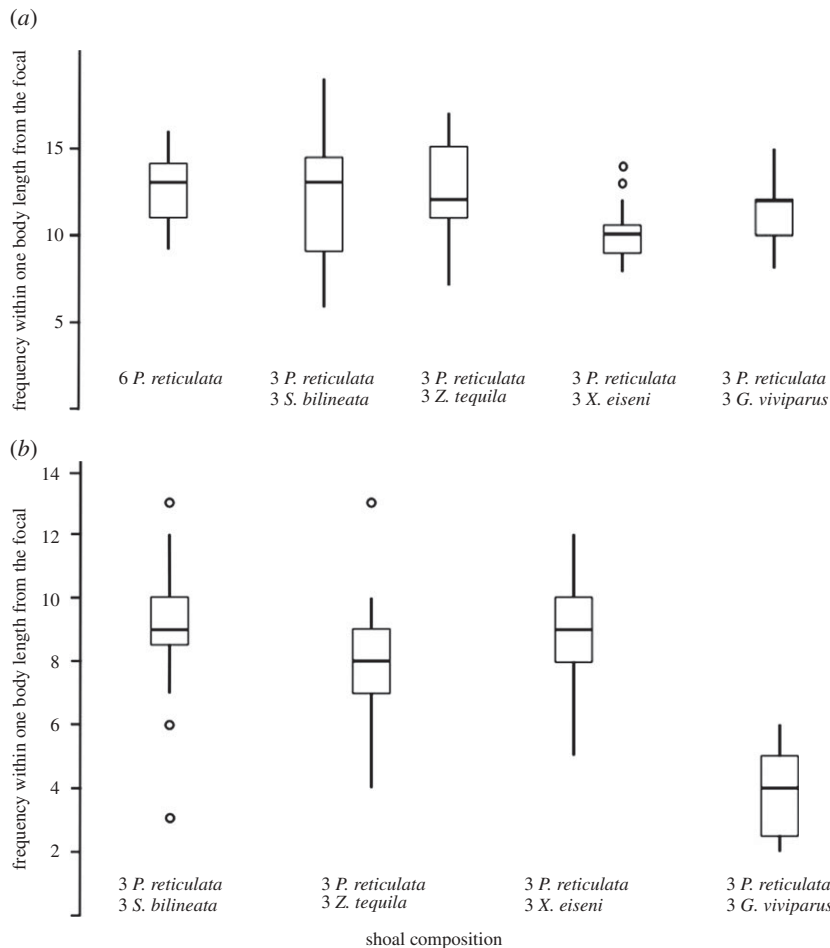 (a)
frequency within one body length from the focal
15
10
5
6 P. reticulata
3 P. reticulata
3 S. bilineata
3 P. reticulata
3 Z. tequila
3 P. reticulata
3 X. eiseni
3 P. reticulata
3 G. viviparus
(b)
frequency within one body length from the focal
14
12
10
8
6
4
2
3 P. reticulata
3 S. bilineata
3 P. reticulata
3 Z. tequila
3 P. reticulata
3 X. eiseni
3 P. reticulata
3 G. viviparus
shoal composition